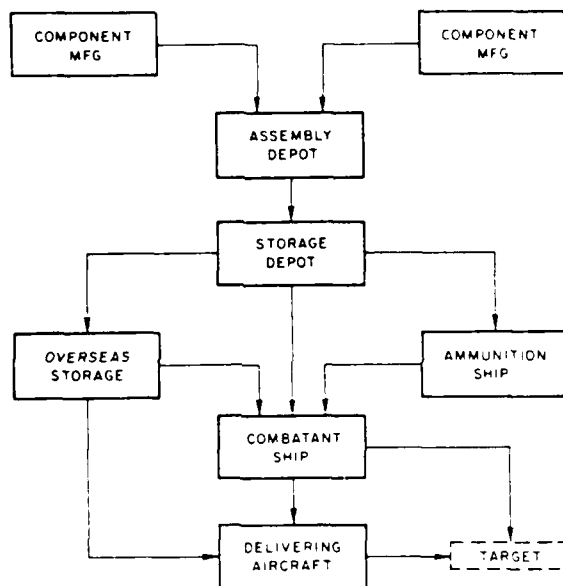 COMPONENT
MFG
COMPONENT
MFG
ASSEMBLY
DEPOT
STORAGE
DEPOT
OVERSEAS
STORAGE
AMMUNITION
SHIP
COMBATANT
SHIP
DELIVERING
AIRCRAFT
TARGET